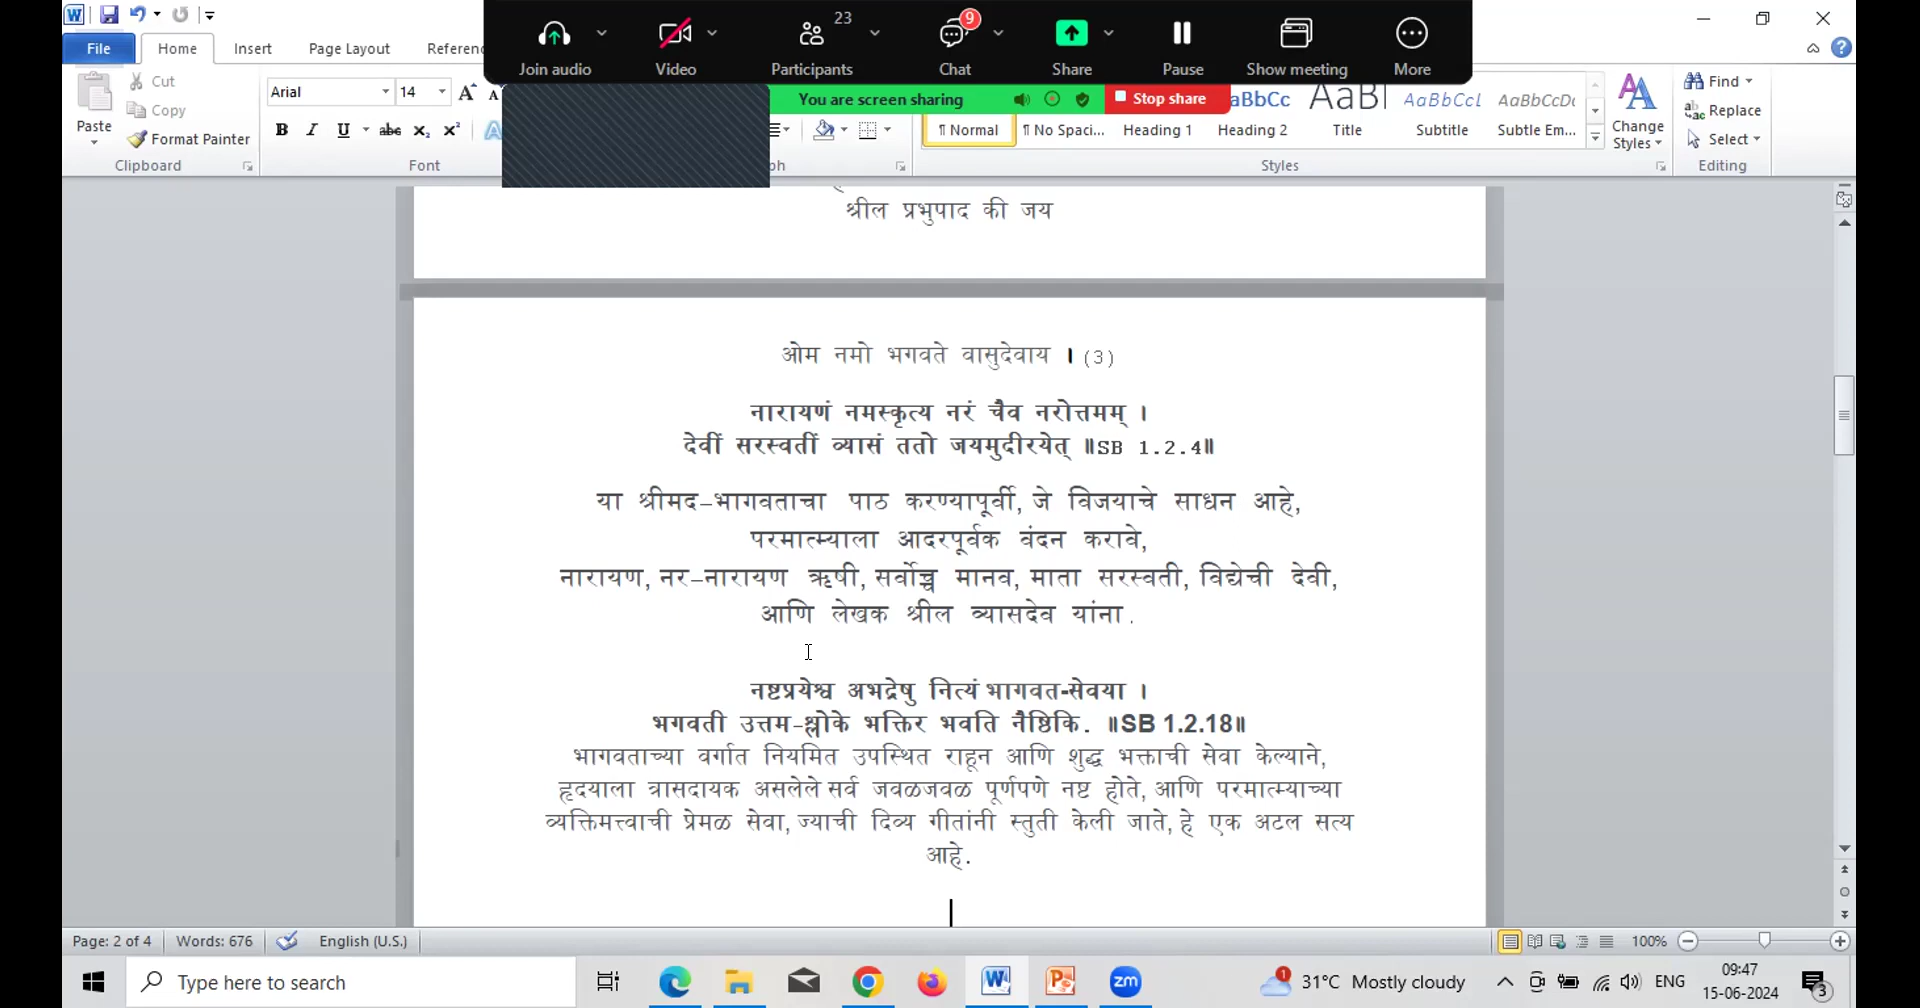 File Home Insert Page Layout
Join audio Video Participants 23 Chat 9 Share Pause Show meeting More
Cut
Copy
Format Painter
Paste
Clipboard
Arial 14
Font
You are screen sharing Stop share
Normal No Spaci... Heading 1 Heading 2 Title Subtitle Subtle Em...
Styles
Change Styles
Find
Replace
Select
Editing
श्रील प्रभुपाद की जय
ओम नमो भगवते वासुदेवाय । (3)
नारायणं नमस्कृत्य नरं चैव नरोत्तमम् ।
देवीं सरस्वतीं व्यासं ततो जयमुदीरयेत् ॥SB 1.2.4॥
या श्रीमद-भागवताचा पाठ करण्यापूर्वी, जे विजयाचे साधन आहे,
परमात्म्याला आदरपूर्वक वंदन करावे,
नारायण, नर-नारायण ऋषी, सर्वोच्च मानव, माता सरस्वती, विद्येची देवी,
आणि लेखक श्रील व्यासदेव यांना.
नष्टप्रयेश्व अभद्रेषु नित्यं भागवत-सेवया ।
भगवती उत्तम-श्लोके भक्तिर भवति नैष्ठिकि. ॥SB 1.2.18॥
भागवताच्या वर्गात नियमित उपस्थित राहून आणि शुद्ध भक्ताची सेवा केल्याने,
हृदयाला त्रासदायक असलेले सर्व जवळजवळ पूर्णपणे नष्ट होते, आणि परमात्म्याच्या
व्यक्तिमत्त्वाची प्रेमळ सेवा, ज्याची दिव्य गीतांनी स्तुती केली जाते, हे एक अटल सत्य
आहे.
Page: 2 of 4 Words: 676 English (U.S.) 100%
Type here to search
31°C Mostly cloudy ENG 09:47
15-06-2024